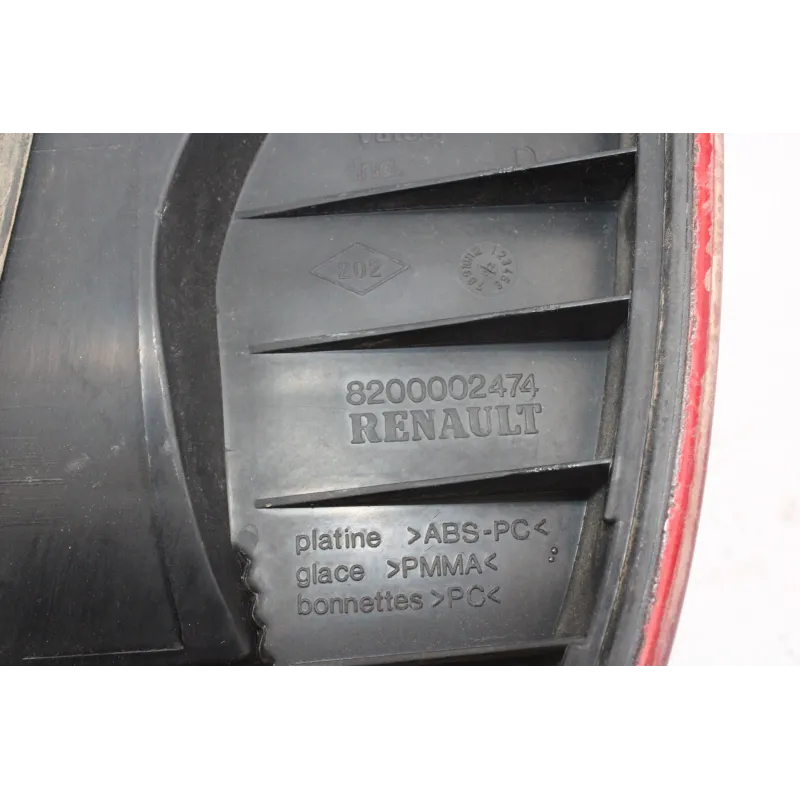 202
8200002474
RENAULT
platine >ABS-PC<
glace >PMMA<
bonnettes >PC<